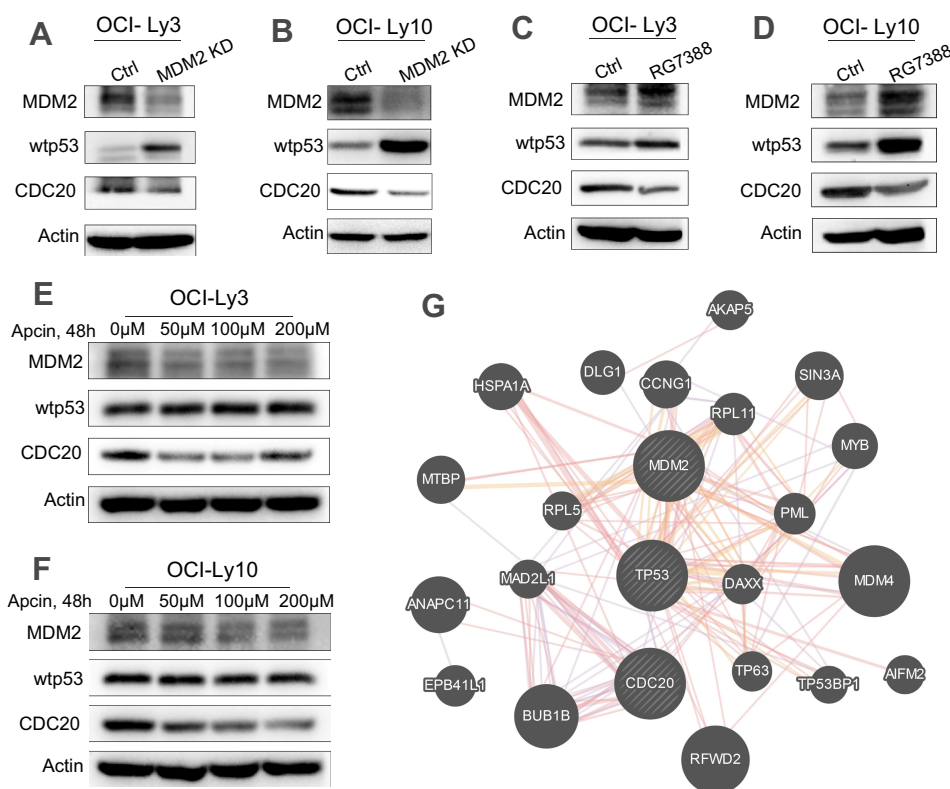 A
OCI- Ly3
Ctrl MDM2 KD
MDM2
wtp53
CDC20
Actin
B
OCI- Ly10
Ctrl MDM2 KD
MDM2
wtp53
CDC20
Actin
C
OCI- Ly3
Ctrl RG7388
MDM2
wtp53
CDC20
Actin
D
OCI- Ly10
Ctrl RG7388
MDM2
wtp53
CDC20
Actin
E
OCI-Ly3
Apcin, 48h 0μM 50μM 100μM 200μM
MDM2
wtp53
CDC20
Actin
F
OCI-Ly10
Apcin, 48h 0μM 50μM 100μM 200μM
MDM2
wtp53
CDC20
Actin
G
AKAP5
DLG1
HSPA1A
CCNG1
SIN3A
RPL11
MYB
MDM2
MTBP
RPL5
PML
MAD2L1
TP53
DAXX
MDM4
ANAPC11
TP63
AIFM2
EPB41L1
CDC20
TP53BP1
BUB1B
RFWD2